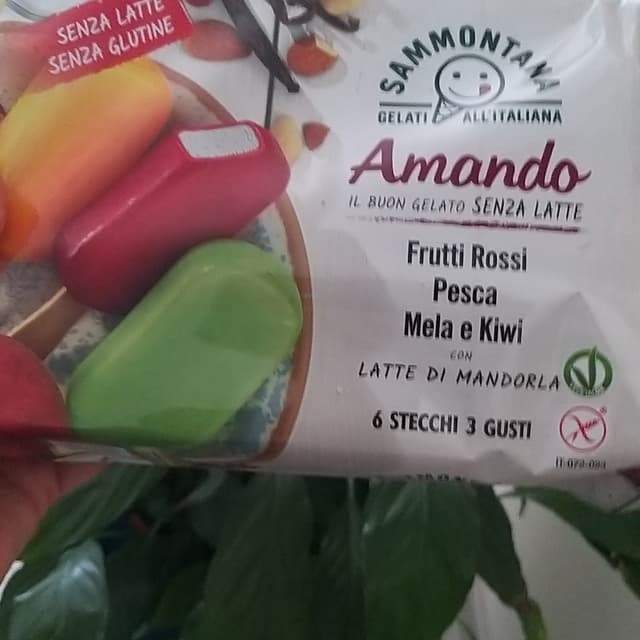 SENZA LATTE
SENZA GLUTINE
SAMMONTANA
GELATI ALL'ITALIANA
Amando
IL BUON GELATO SENZA LATTE
Frutti Rossi
Pesca
Mela e Kiwi
CON
LATTE DI MANDORLA
6 STECCHI 3 GUSTI